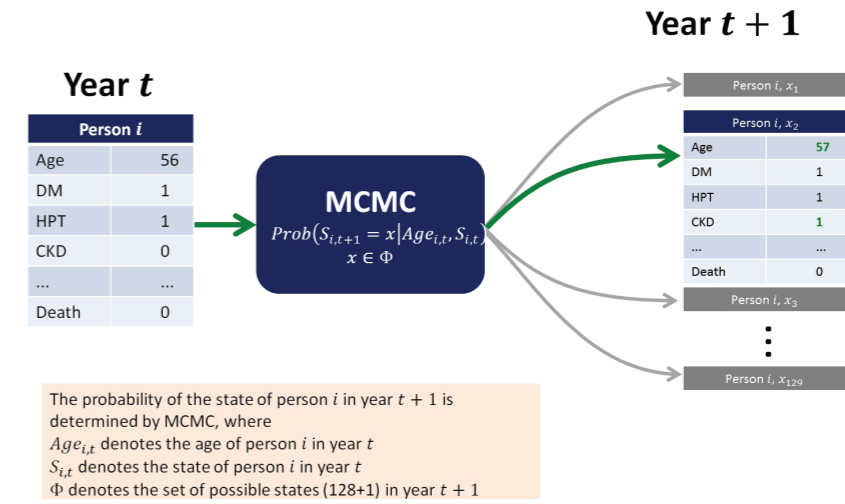 Year t + 1
Year t
Person i
Age 56
DM 1
HPT 1
CKD 0
... ...
Death 0
MCMC
Prob(S_{i,t+1} = x|Age_{i,t}, S_{i,t})
x ∈ Φ
Person i, x₁
Person i, x₂
Age 57
DM 1
HPT 1
CKD 1
... ...
Death 0
Person i, x₃
⋮
Person i, x₁₂₉
The probability of the state of person i in year t + 1 is
determined by MCMC, where
Age_{i,t} denotes the age of person i in year t
S_{i,t} denotes the state of person i in year t
Φ denotes the set of possible states (128+1) in year t + 1